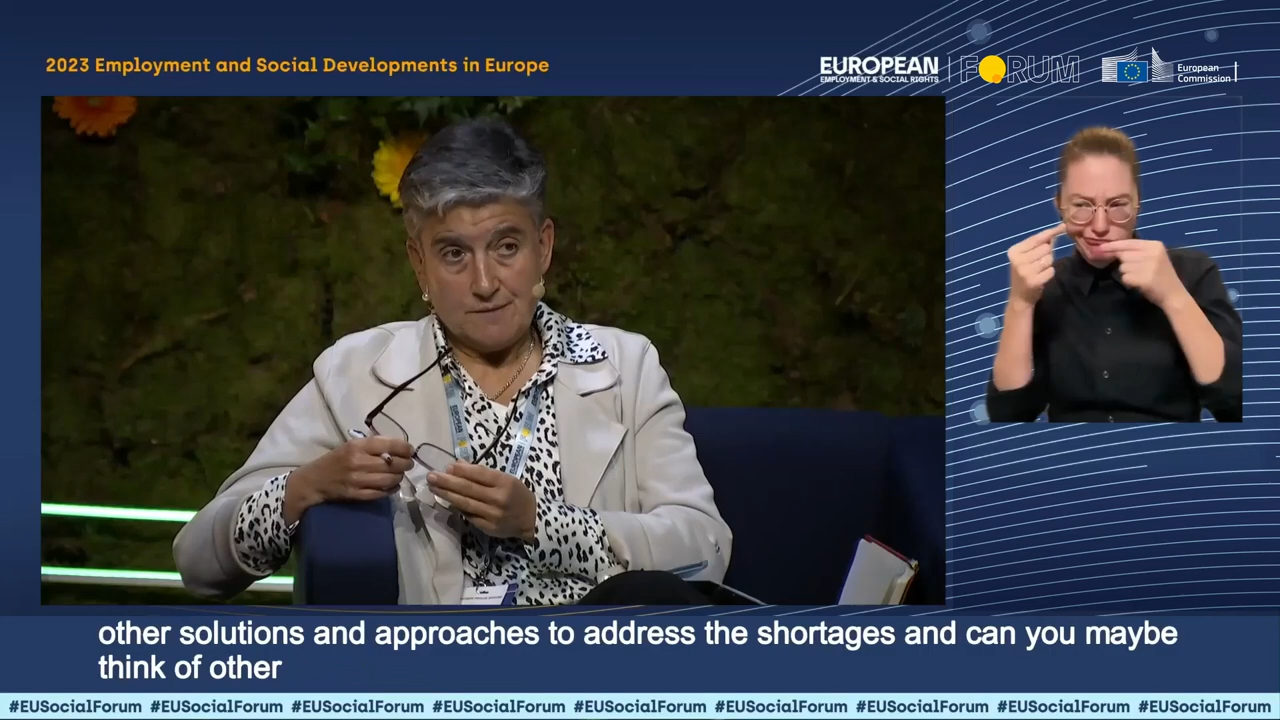 2023 Employment and Social Developments in Europe
EUROPEAN
EMPLOYMENT & SOCIAL RIGHTS
FORUM
European
Commission
EUROPEAN
EUROPEAN
other solutions and approaches to address the shortages and can you maybe
think of other
#EUSocialForum #EUSocialForum #EUSocialForum #EUSocialForum #EUSocialForum #EUSocialForum #EUSocialForum #EUSocialForum #EUSocialForum